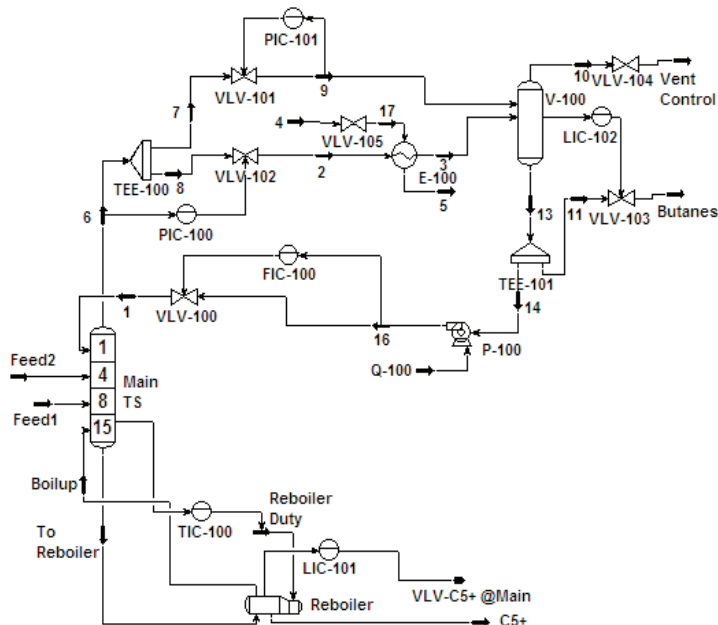 PIC-101
VLV-101
9
10
VLV-104
Vent
Control
V-100
7
4
17
VLV-105
LIC-102
TEE-100
8
VLV-102
2
3
E-100
5
6
PIC-100
13
11
VLV-103
Butanes
FIC-100
TEE-101
14
1
VLV-100
16
P-100
Q-100
1
Feed2
4
Main
TS
8
Feed1
15
Boilup
To
Reboiler
TIC-100
Reboiler
Duty
LIC-101
Reboiler
VLV-C5+ @Main
C5+